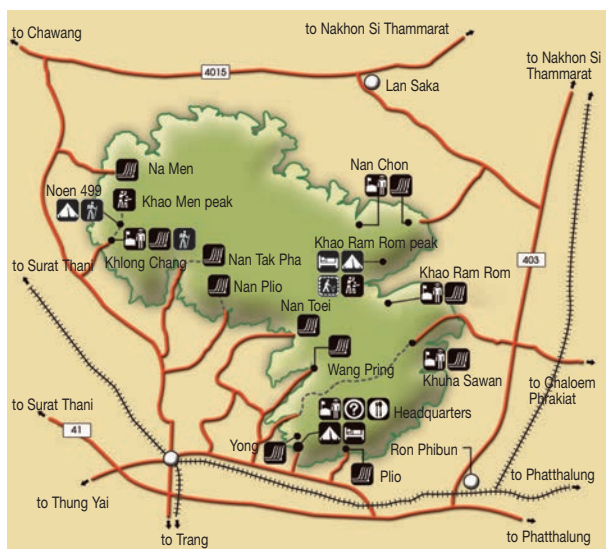 to Chawang
to Nakhon Si Thammarat
to Nakhon Si
Thammarat
4015
Lan Saka
Na Men
Nan Chon
Noen 499
Khao Men peak
Khao Ram Rom peak
to Surat Thani
Khlong Chang
Nan Tak Pha
Khao Ram Rom
403
Nan Plio
Nan Toei
Wang Pring
Khuha Sawan
to Chaloem
Phrakiat
to Surat Thani
41
?
Headquarters
Yong
Ron Phibun
Plio
to Phatthalung
to Thung Yai
to Trang
to Phatthalung